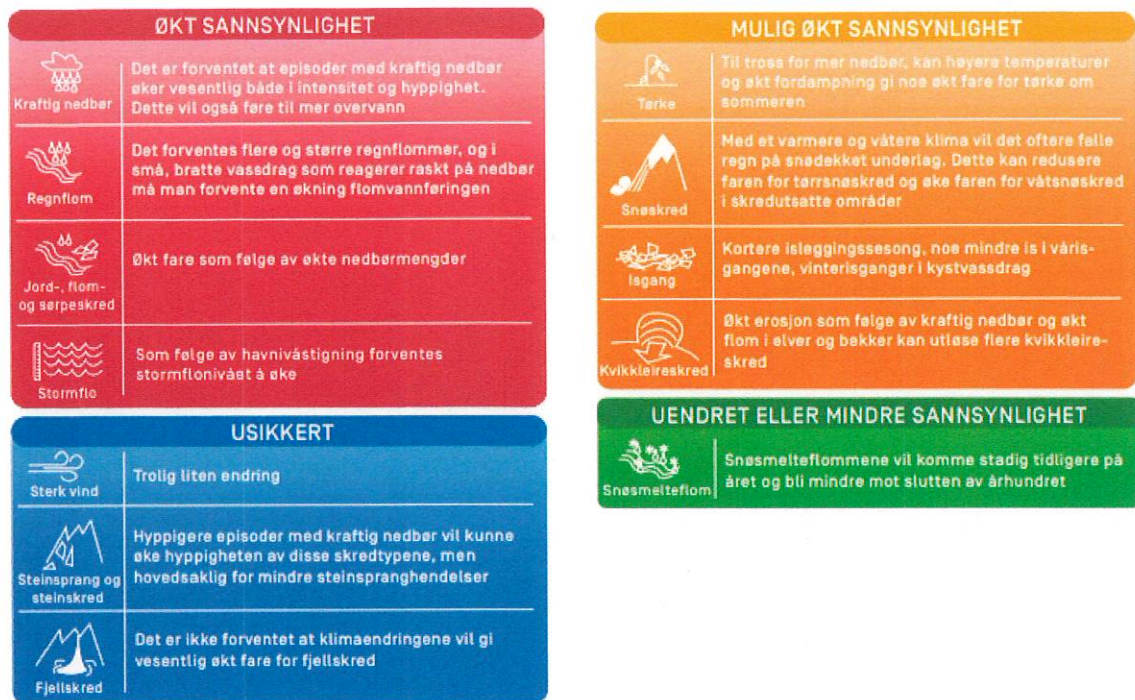 ØKT SANNSYNLIGHET
Kraftig nedbør
Det er forventet at episoder med kraftig nedbør
øker vesentlig både i intensitet og hyppighet.
Dette vil også føre til mer overvann
Regnflom
Det forventes flere og større regnflommer, og i
små, bratte vassdrag som reagerer raskt på nedbør
må man forvente en økning flomvannføringen
Jord-, flom-
og sørpeskred
Økt fare som følge av økte nedbørmengder
Stormflo
Som følge av havnivåstigning forventes
stormflonivået å øke
USIKKERT
Sterk vind
Trolig liten endring
Steinsprang og
steinskred
Hyppigere episoder med kraftig nedbør vil kunne
øke hyppigheten av disse skredtypene, men
hovedsaklig for mindre steinspranghendelser
Fjellskred
Det er ikke forventet at klimaendringene vil gi
vesentlig økt fare for fjellskred
MULIG ØKT SANNSYNLIGHET
Tørke
Til tross for mer nedbør, kan høyere temperaturer
og økt fordampning gi noe økt fare for tørke om
sommeren
Snøskred
Med et varmere og våtere klima vil det oftere falle
regn på snødekket underlag. Dette kan redusere
faren for tørrsnøskred og øke faren for våtsnøskred
i skredutsatte områder
Isgang
Kortere isleggingssesong, noe mindre is i våris-
gangene, vinterisganger i kystvassdrag
Kvikkleireskred
Økt erosjon som følge av kraftig nedbør og økt
flom i elver og bekker kan utløse flere kvikkleire-
skred
UENDRET ELLER MINDRE SANNSYNLIGHET
Snøsmelteflom
Snøsmelteflommene vil komme stadig tidligere på
året og bli mindre mot slutten av århundret